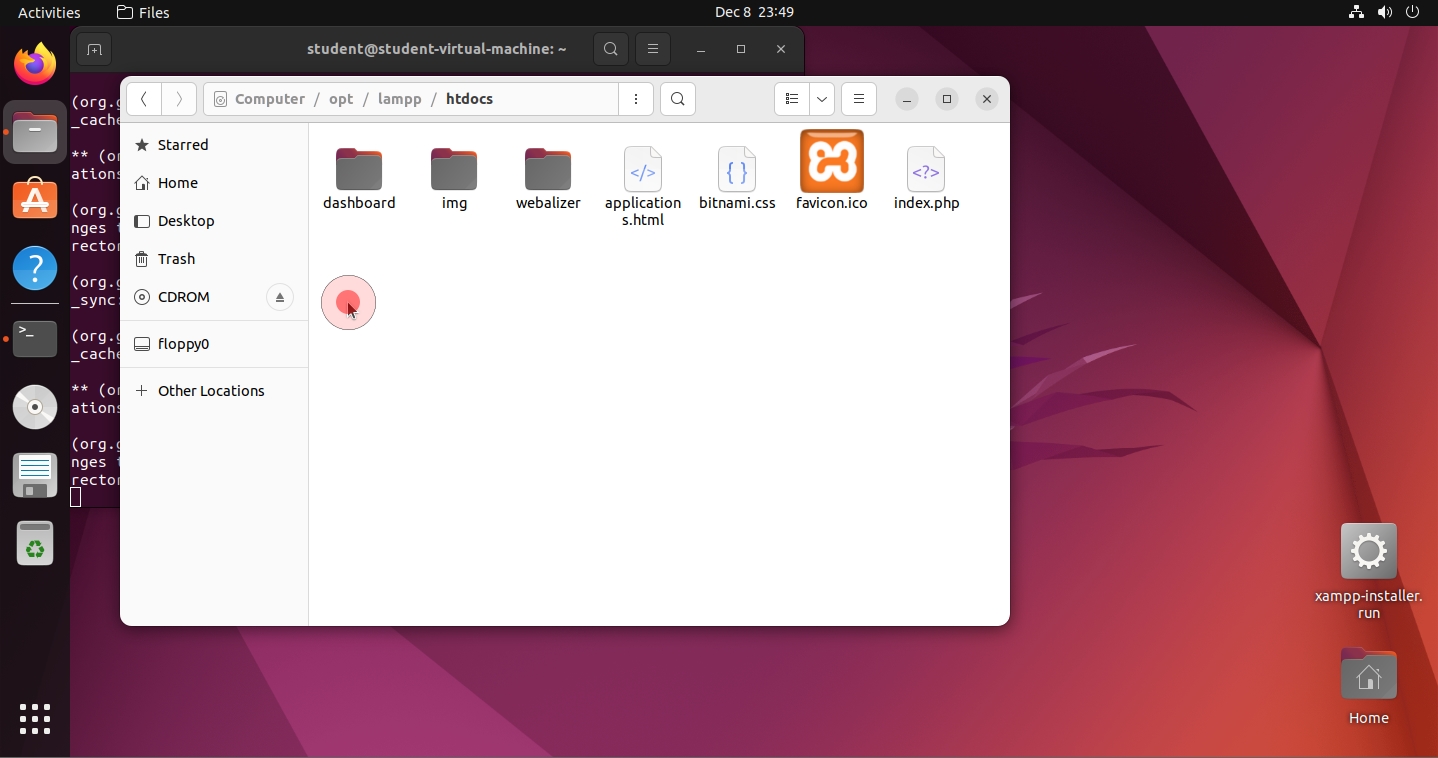 Activities
Files
Dec 8 23:49
student@student-virtual-machine: ~
(org.g
_cache
** (or
ations
(org.g
nges t
rector
(org.g
_sync:
(org.g
_cache
** (or
ations
(org.g
nges t
rector
Computer / opt / lampp / htdocs
Starred
Home
Desktop
Trash
CDROM
floppy0
+ Other Locations
dashboard
img
webalizer
application
s.html
bitnami.css
favicon.ico
index.php
xampp-installer.
run
Home